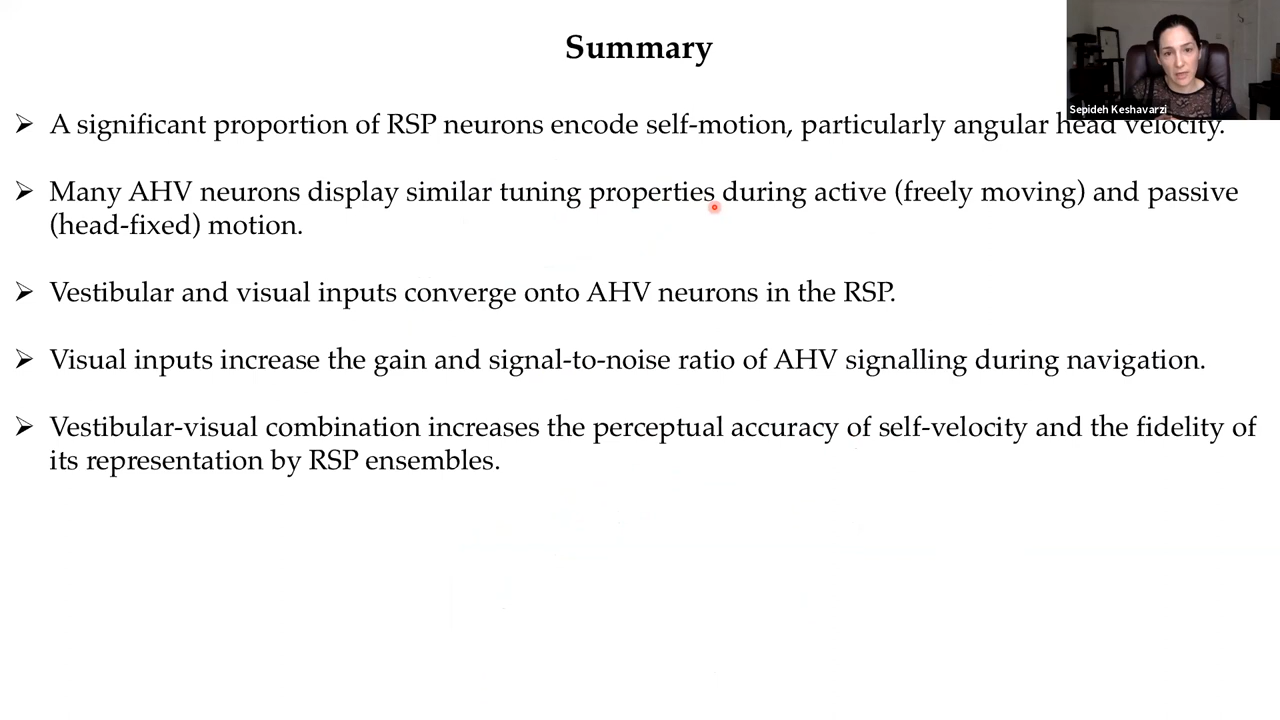 Summary
Sepideh Keshavarzi
➢ A significant proportion of RSP neurons encode self-motion, particularly angular head velocity.
➢ Many AHV neurons display similar tuning properties during active (freely moving) and passive
(head-fixed) motion.
➢ Vestibular and visual inputs converge onto AHV neurons in the RSP.
➢ Visual inputs increase the gain and signal-to-noise ratio of AHV signalling during navigation.
➢ Vestibular-visual combination increases the perceptual accuracy of self-velocity and the fidelity of
its representation by RSP ensembles.